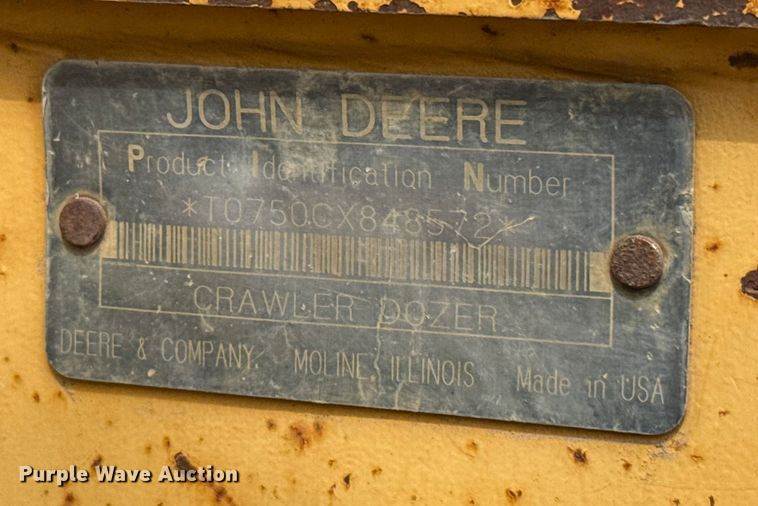 JOHN DEERE
Product Identification Number
*T0750CX848572*
CRAWLER DOZER
DEERE & COMPANY. MOLINE, ILLINOIS Made in USA
Purple Wave Auction